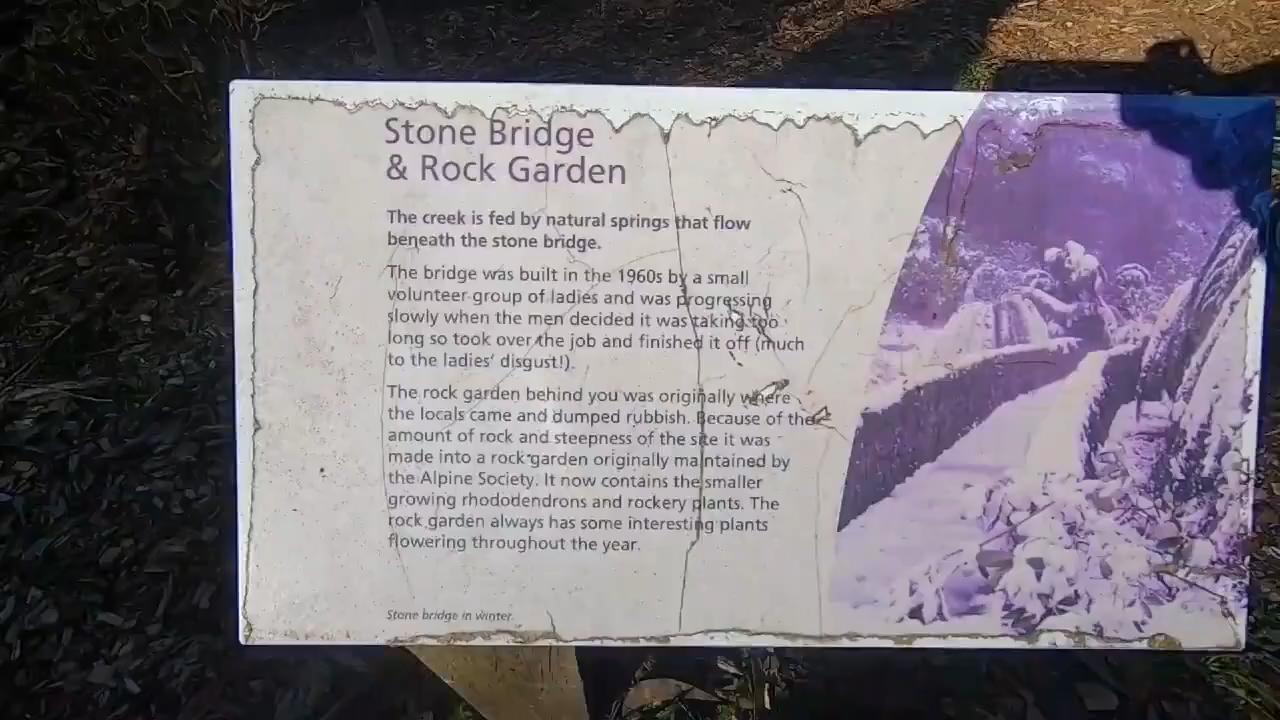 Stone Bridge
& Rock Garden
The creek is fed by natural springs that flow
beneath the stone bridge.
The bridge was built in the 1960s by a small
volunteer group of ladies and was progressing
slowly when the men decided it was taking too
long so took over the job and finished it off (much
to the ladies' disgust!).
The rock garden behind you was originally where
the locals came and dumped rubbish. Because of the
amount of rock and steepness of the site it was
made into a rock garden originally maintained by
the Alpine Society. It now contains the smaller
growing rhododendrons and rockery plants. The
rock garden always has some interesting plants
flowering throughout the year.
Stone bridge in winter.